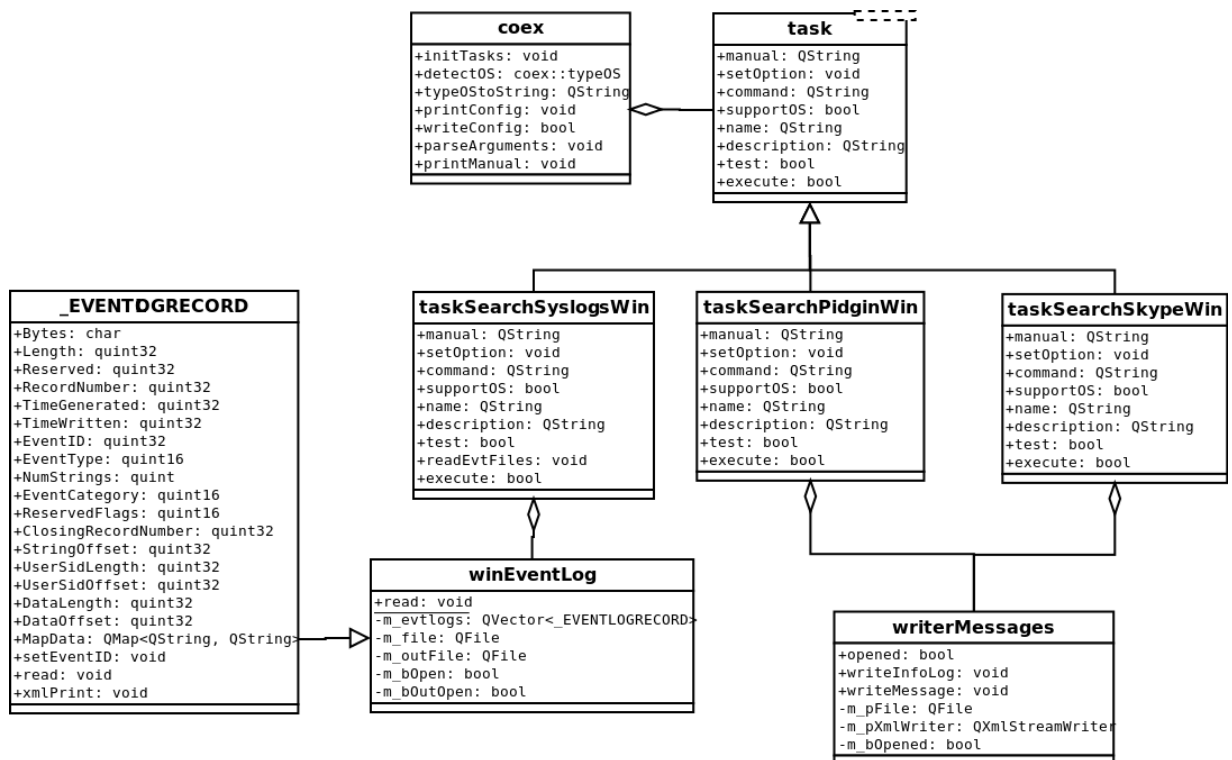 coex
+initTasks: void
+detectOS: coex::typeOS
+typeOStoString: QString
+printConfig: void
+writeConfig: bool
+parseArguments: void
+printManual: void
task
+manual: QString
+setOption: void
+command: QString
+supportOS: bool
+name: QString
+description: QString
+test: bool
+execute: bool
_EVENTLOGRECORD
+Bytes: char
+Length: quint32
+Reserved: quint32
+RecordNumber: quint32
+TimeGenerated: quint32
+TimeWritten: quint32
+EventID: quint32
+EventType: quint16
+NumStrings: quint
+EventCategory: quint16
+ReservedFlags: quint16
+ClosingRecordNumber: quint32
+StringOffset: quint32
+UserSidLength: quint32
+UserSidOffset: quint32
+DataLength: quint32
+DataOffset: quint32
+MapData: QMap<QString, QString>
+setEventID: void
+read: void
+xmlPrint: void
taskSearchSyslogsWin
+manual: QString
+setOption: void
+command: QString
+supportOS: bool
+name: QString
+description: QString
+test: bool
+readEvtFiles: void
+execute: bool
taskSearchPidginWin
+manual: QString
+setOption: void
+command: QString
+supportOS: bool
+name: QString
+description: QString
+test: bool
+execute: bool
taskSearchSkypeWin
+manual: QString
+setOption: void
+command: QString
+supportOS: bool
+name: QString
+description: QString
+test: bool
+execute: bool
winEventLog
+read: void
-m_evtlogs: QVector<_EVENTLOGRECORD>
-m_file: QFile
-m_outFile: QFile
-m_bOpen: bool
-m_bOutOpen: bool
writerMessages
+opened: bool
+writeInfoLog: void
+writeMessage: void
-m_pFile: QFile
-m_pXmlWriter: QXmlStreamWriter
-m_bOpened: bool